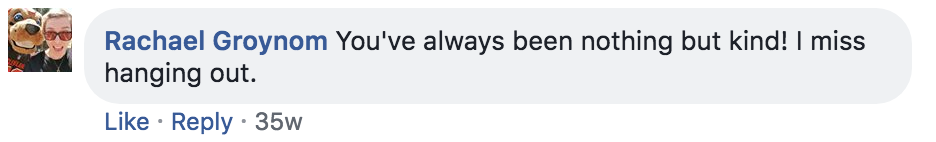 Rachael Groynom You've always been nothing but kind! I miss
hanging out.
Like · Reply · 35w